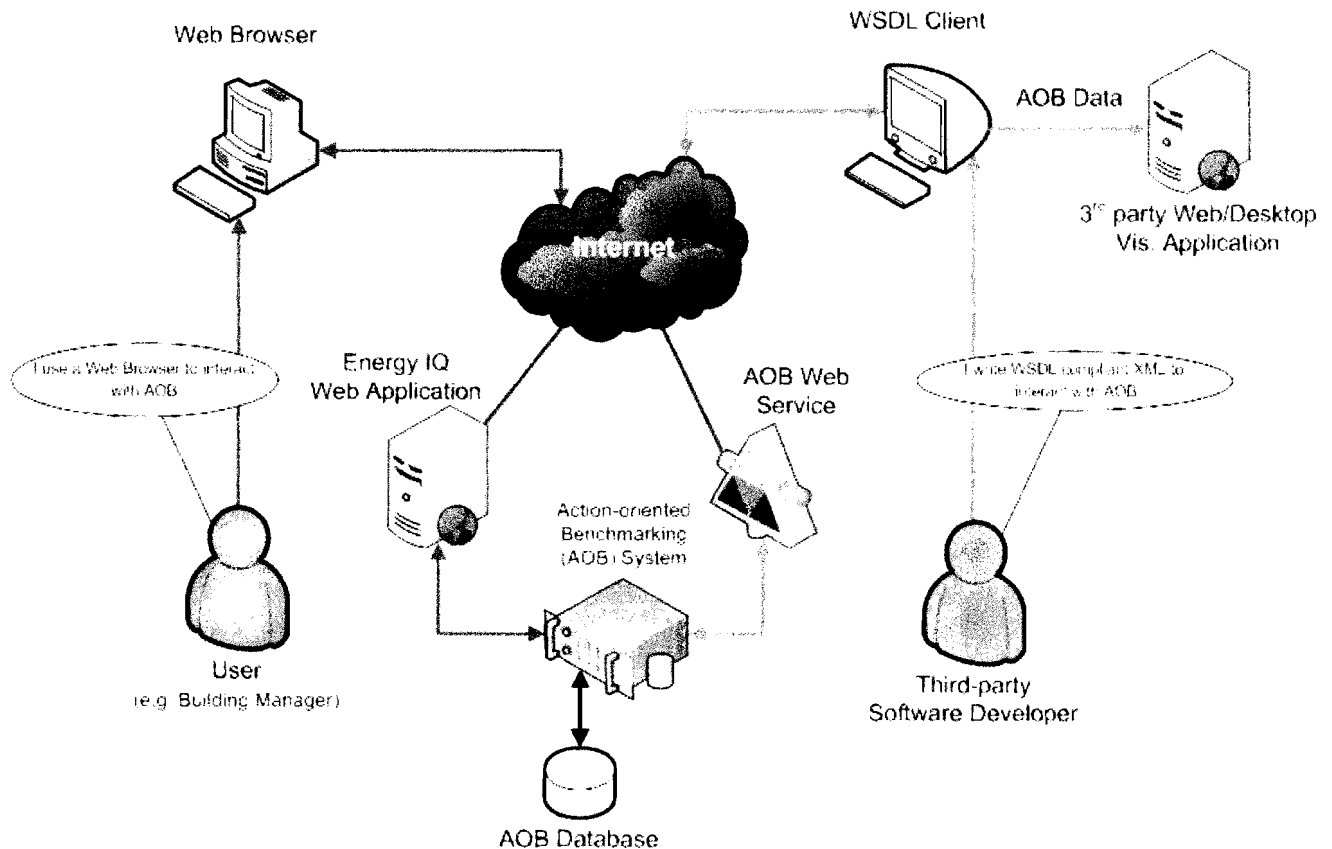 Web Browser
WSDL Client
AOB Data
3rd party Web/Desktop
Vis. Application
Internet
I use a Web Browser to interact
with AOB
Energy IQ
Web Application
AOB Web
Service
I write WSDL compliant XML to
interact with AOB
Action-oriented
Benchmarking
(AOB) System
User
(e.g. Building Manager)
Third-party
Software Developer
AOB Database